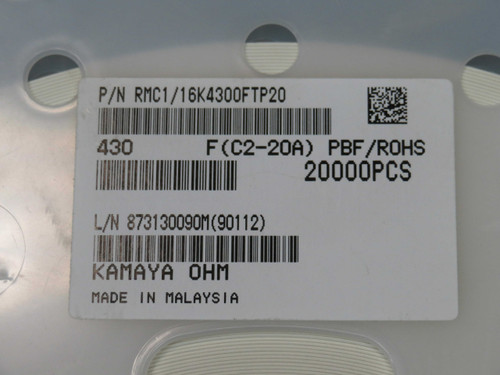 P/N RMC1/16K4300FTP20
430 F(C2-20A) PBF/ROHS
20000PCS
L/N 873130090M(90112)
KAMAYA OHM
MADE IN MALAYSIA